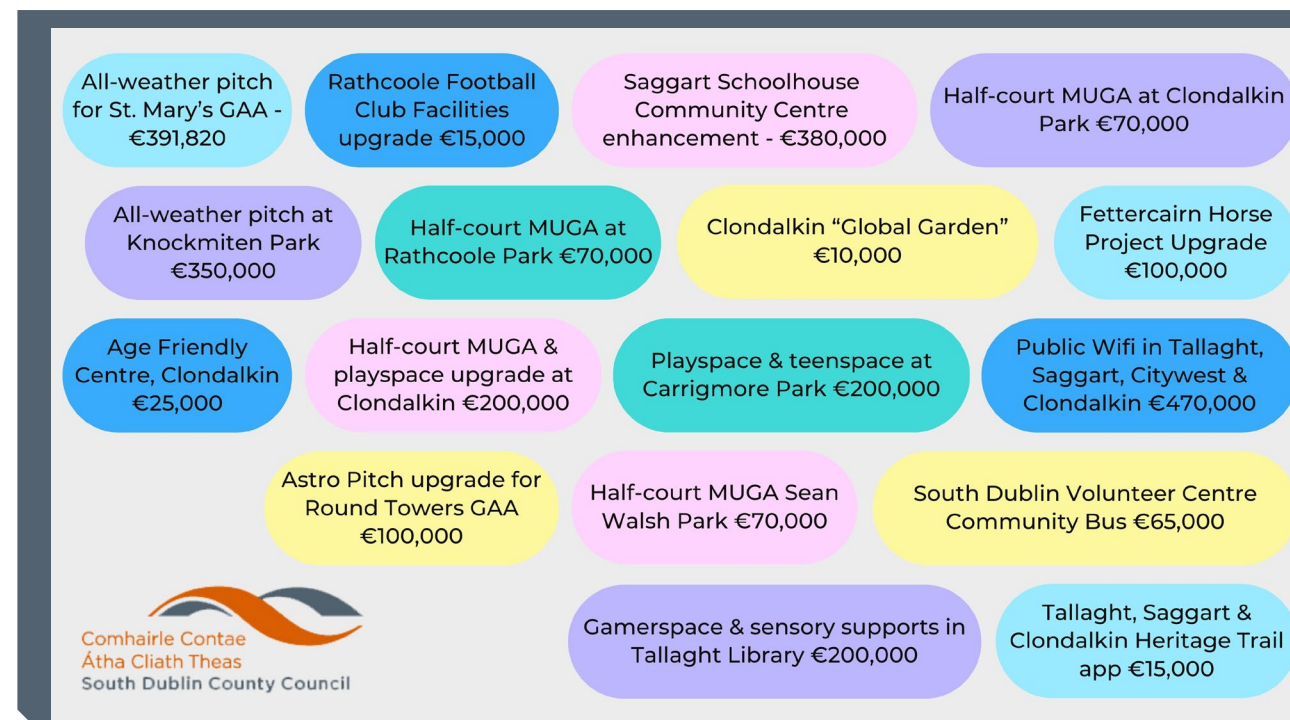 All-weather pitch
for St. Mary's GAA -
€391,820
Rathcoole Football
Club Facilities
upgrade €15,000
Saggart Schoolhouse
Community Centre
enhancement - €380,000
Half-court MUGA at Clondalkin
Park €70,000
All-weather pitch at
Knockmiten Park
€350,000
Half-court MUGA at
Rathcoole Park €70,000
Clondalkin “Global Garden”
€10,000
Fettercairn Horse
Project Upgrade
€100,000
Age Friendly
Centre, Clondalkin
€25,000
Half-court MUGA &
playspace upgrade at
Clondalkin €200,000
Playspace & teenspace at
Carrigmore Park €200,000
Public Wifi in Tallaght,
Saggart, Citywest &
Clondalkin €470,000
Astro Pitch upgrade for
Round Towers GAA
€100,000
Half-court MUGA Sean
Walsh Park €70,000
South Dublin Volunteer Centre
Community Bus €65,000
Gamerspace & sensory supports in
Tallaght Library €200,000
Tallaght, Saggart &
Clondalkin Heritage Trail
app €15,000
Comhairle Contae
Átha Cliath Theas
South Dublin County Council